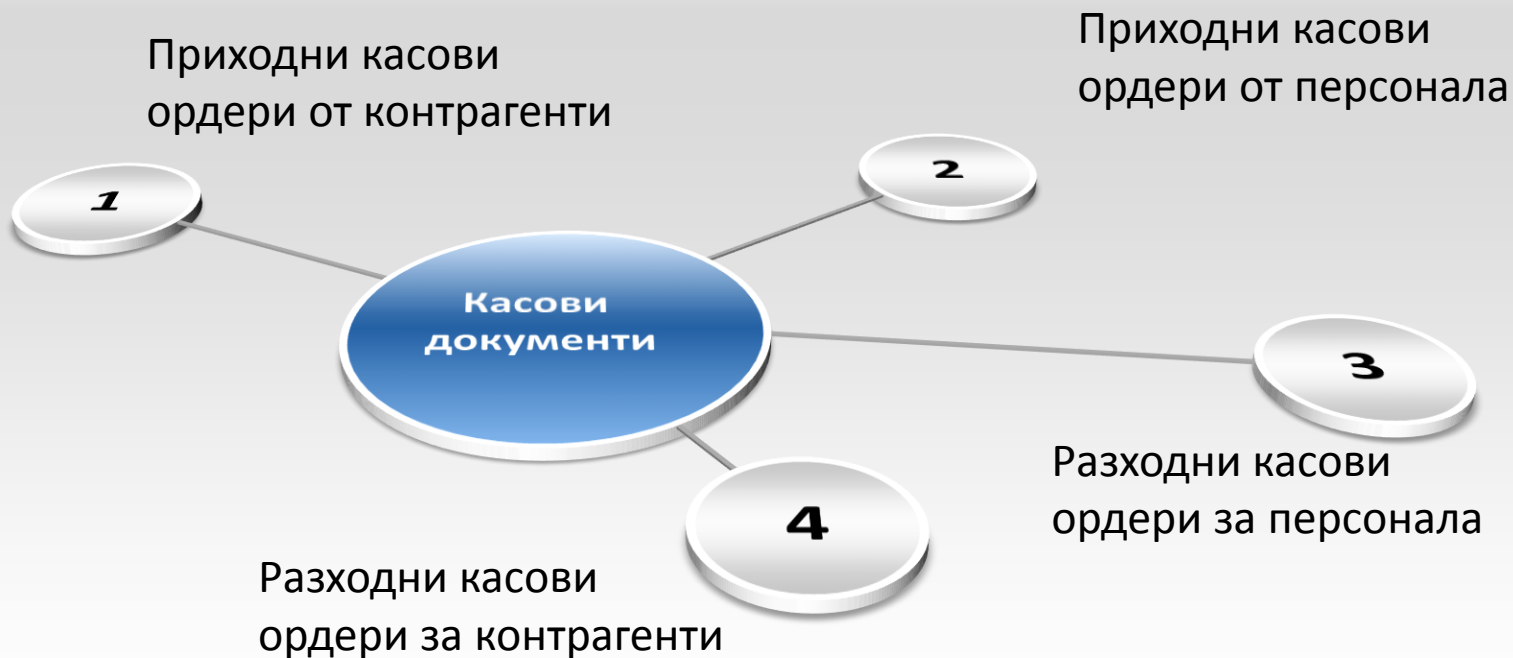 Приходни касови
ордери от контрагенти
Приходни касови
ордери от персонала
1
2
Касови
документи
3
Разходни касови
ордери за персонала
4
Разходни касови
ордери за контрагенти